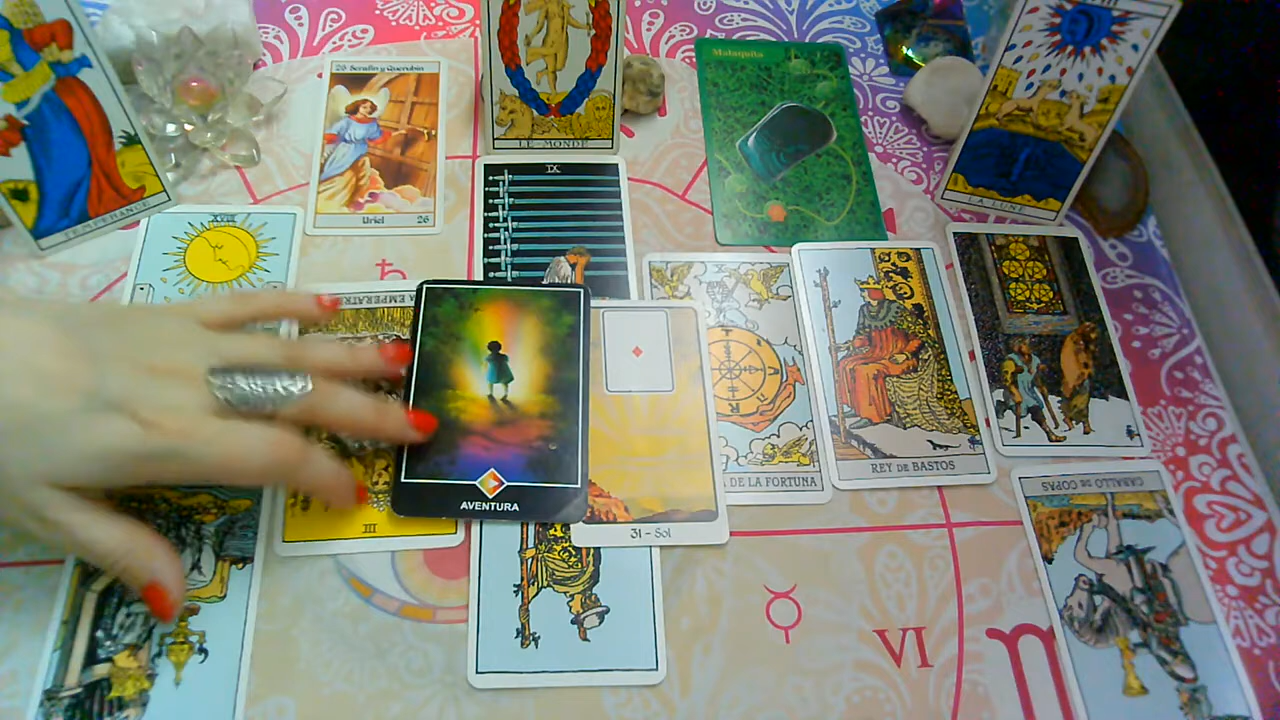 TEMPERANCE
26 Serafín y Querubín
Uriel 26
LE MONDE
IX
Malaquita
LA LUNE
XVIII
LA EMPERATRIZ
III
AVENTURA
31 - Sol
DE LA FORTUNA
REY DE BASTOS
CABALLO DE COPAS
VI